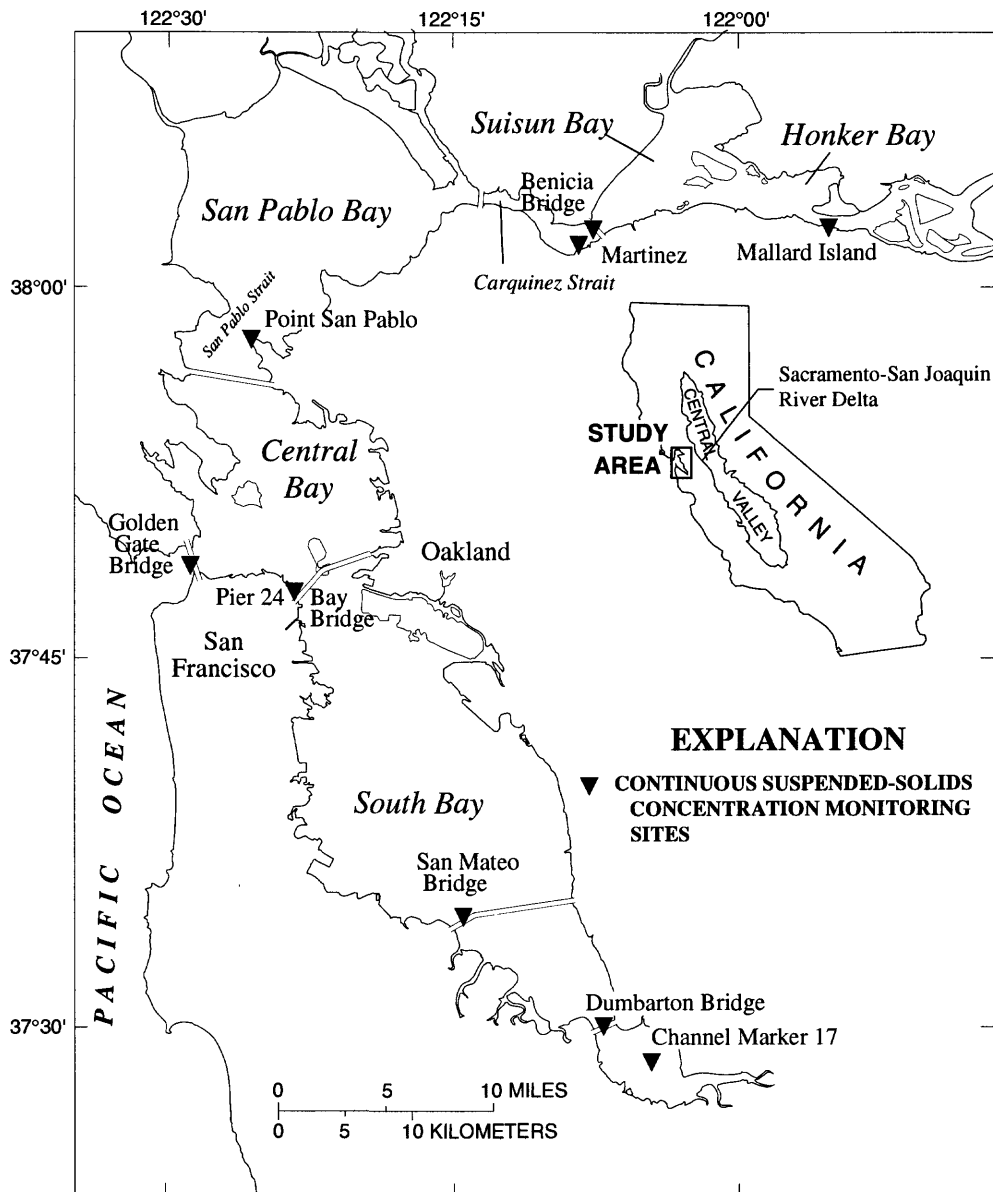 122°30' 122°15' 122°00'
Suisun Bay
Honker Bay
Benicia
Bridge
San Pablo Bay
Martinez
Mallard Island
Carquinez Strait
38°00'
San Pablo Strait
Point San Pablo
CALIFORNIA
CENTRAL
VALLEY
Sacramento-San Joaquin
River Delta
STUDY
AREA
Central
Bay
Golden
Gate
Bridge
Oakland
Pier 24
Bay
Bridge
San
Francisco
37°45'
PACIFIC OCEAN
EXPLANATION
CONTINUOUS SUSPENDED-SOLIDS
CONCENTRATION MONITORING
SITES
South Bay
San Mateo
Bridge
Dumbarton Bridge
37°30'
Channel Marker 17
0 5 10 MILES
0 5 10 KILOMETERS